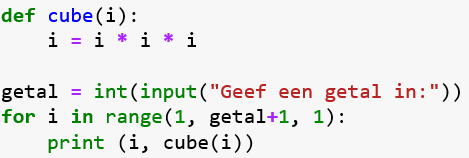 def cube(i):
    i = i * i * i

getal = int(input("Geef een getal in:"))
for i in range(1, getal+1, 1):
    print (i, cube(i))